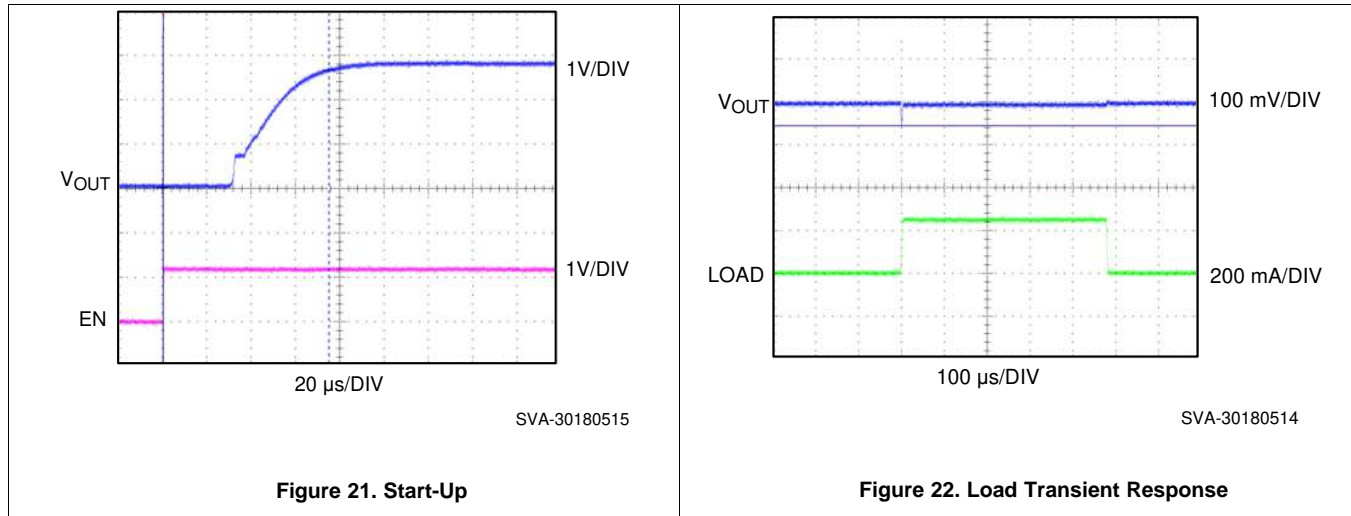 1V/DIV
VOUT
1V/DIV
EN
20 µs/DIV
SVA-30180515
Figure 21. Start-Up
VOUT
100 mV/DIV
LOAD
200 mA/DIV
100 µs/DIV
SVA-30180514
Figure 22. Load Transient Response